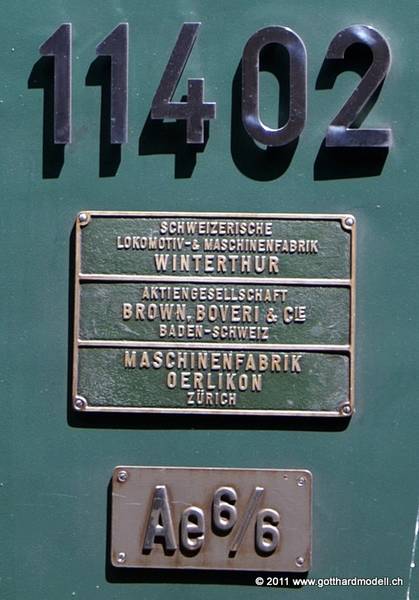 11402
SCHWEIZERISCHE
LOKOMOTIV-& MASCHINENFABRIK
WINTERTHUR
AKTIENGESELLSCHAFT
BROWN, BOVERI & CIE
BADEN-SCHWEIZ
MASCHINENFABRIK
OERLIKON
ZÜRICH
Ae 6/6
© 2011 www.gotthardmodell.ch